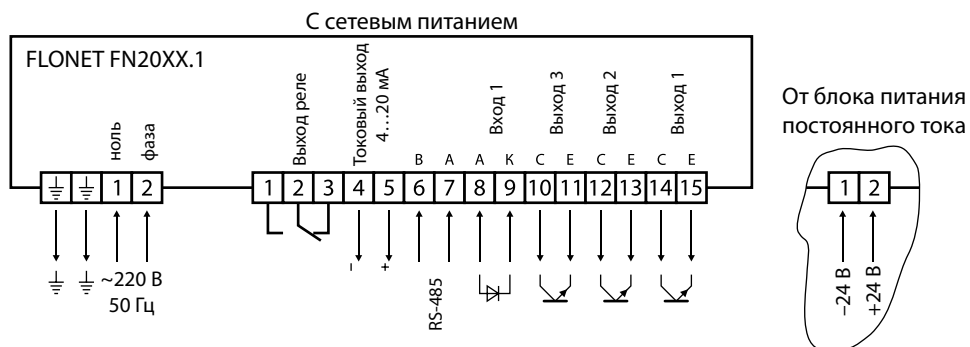 С сетевым питанием
FLONET FN20XX.1
ноль
фаза
Выход реле
Токовый выход
4…20 мА
Вход 1
Выход 3
Выход 2
Выход 1
B A A K C E C E C E
1 2
1 2 3 4 5 6 7 8 9 10 11 12 13 14 15
~220 В
50 Гц
– +
RS-485
От блока питания
постоянного тока
1 2
–24 В
+24 В